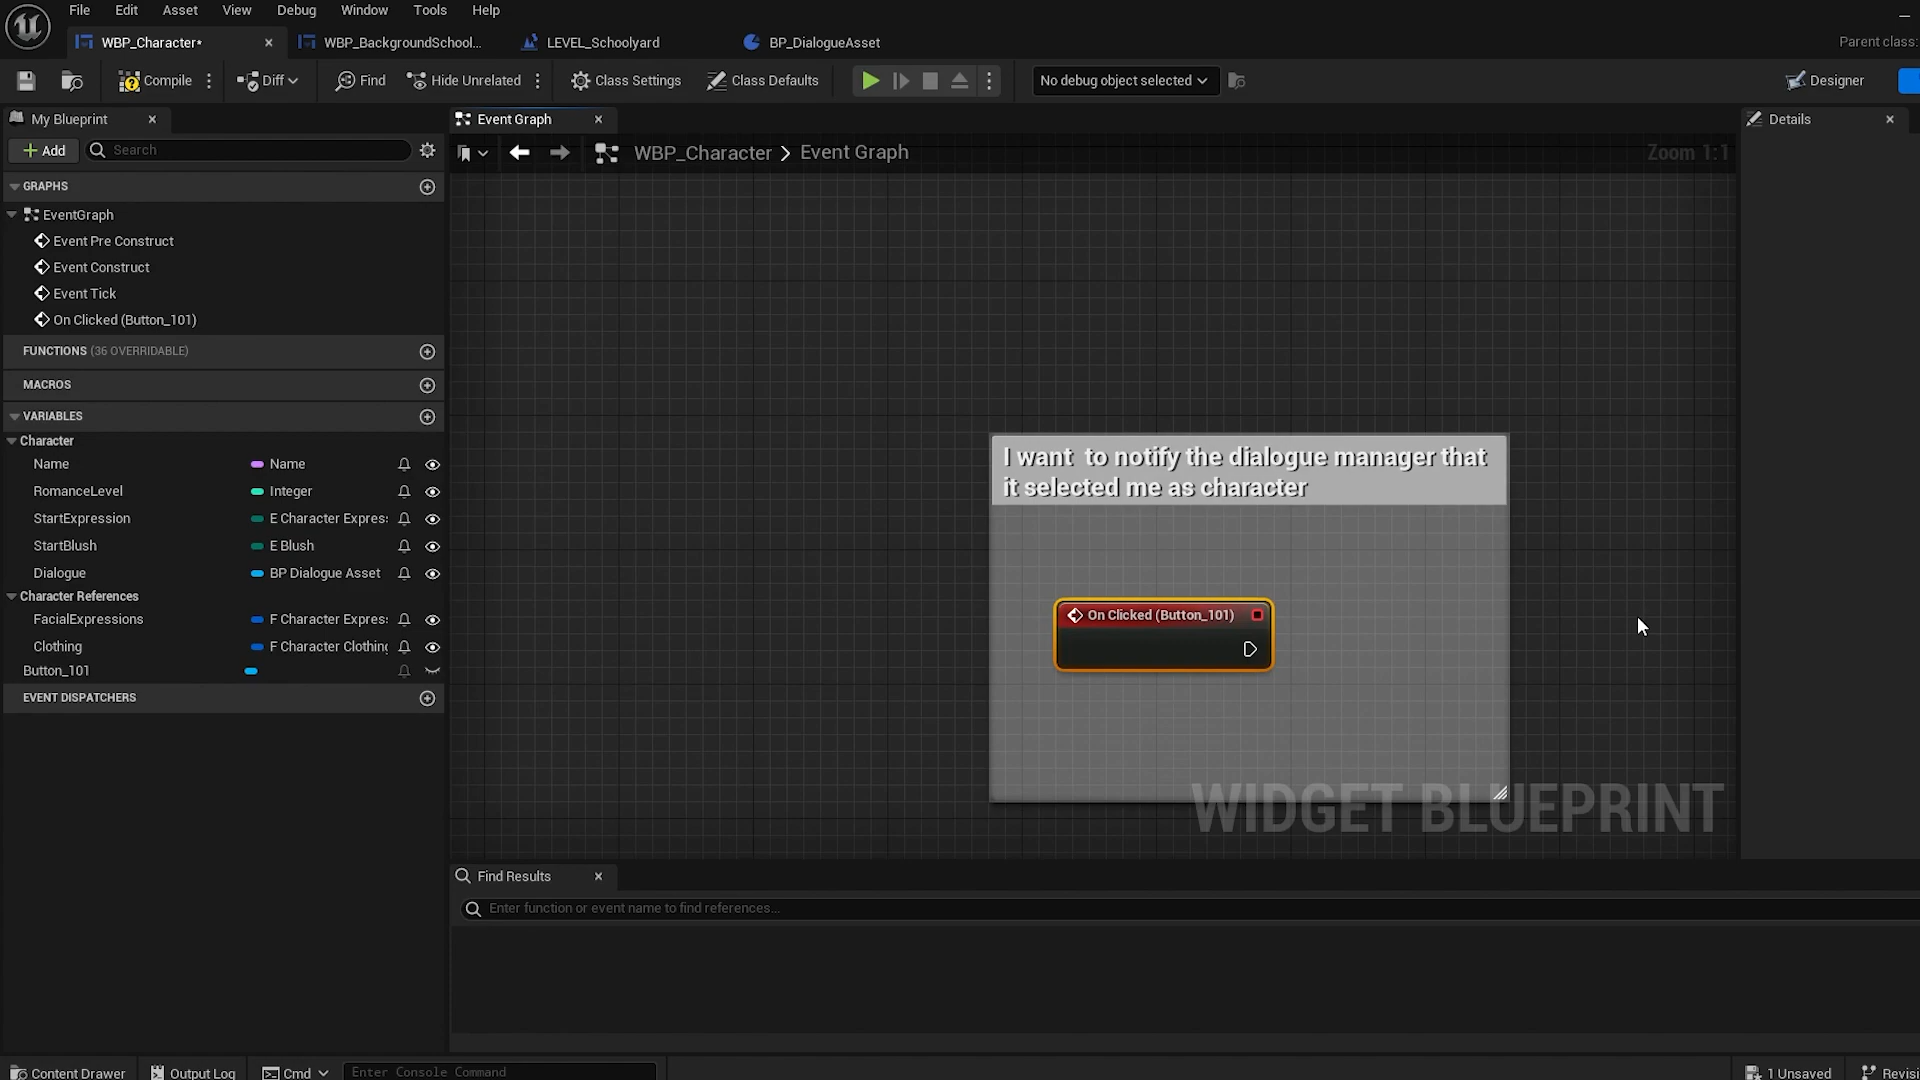 File Edit Asset View Debug Window Tools Help
WBP_Character* WBP_BackgroundSchool... LEVEL_Schoolyard BP_DialogueAsset Parent class:
Compile Diff Find Hide Unrelated Class Settings Class Defaults No debug object selected Designer
My Blueprint Event Graph Details
Add Search WBP_Character > Event Graph Zoom 1:1
GRAPHS
EventGraph
Event Pre Construct
Event Construct
Event Tick
On Clicked (Button_101)
FUNCTIONS (36 OVERRIDABLE)
MACROS
VARIABLES
Character
Name Name
RomanceLevel Integer
StartExpression E Character Expres:
StartBlush E Blush
Dialogue BP Dialogue Asset
Character References
FacialExpressions F Character Expres:
Clothing F Character Clothing
Button_101
EVENT DISPATCHERS
I want to notify the dialogue manager that
it selected me as character
On Clicked (Button_101)
WIDGET BLUEPRINT
Find Results
Enter function or event name to find references...
Content Drawer Output Log Cmd Enter Console Command 1 Unsaved Revisi